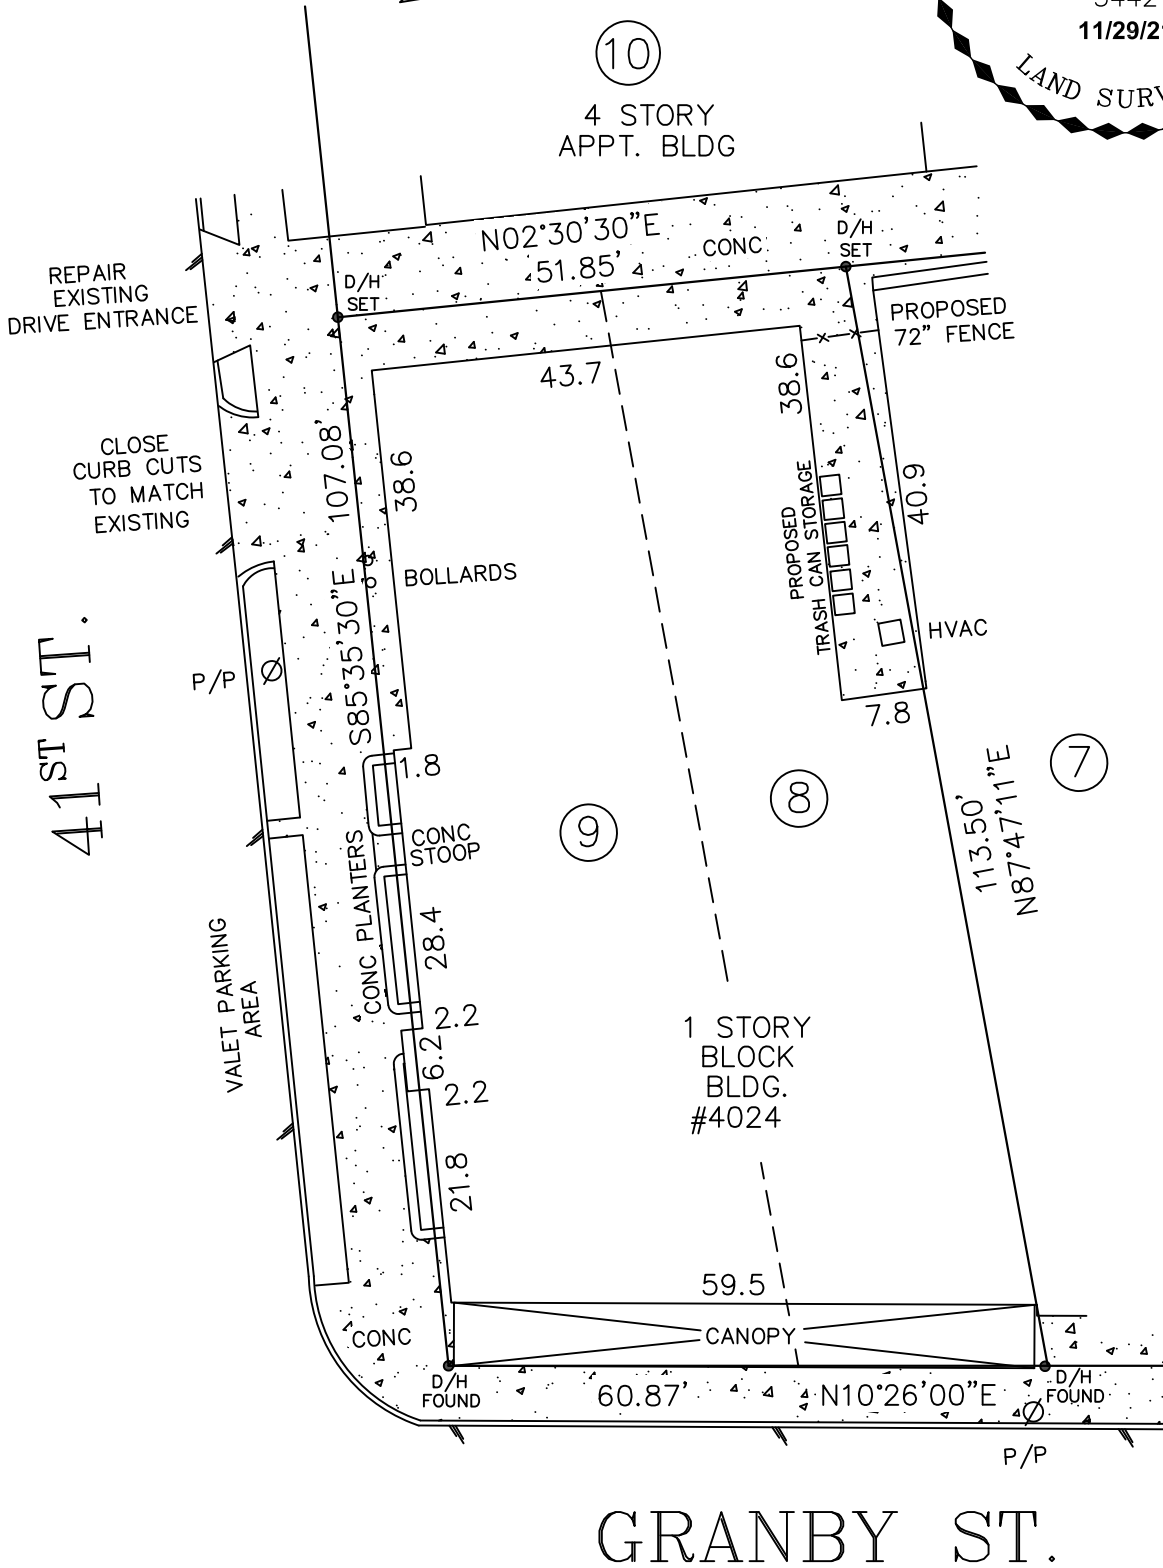 5442
11/29/21
LAND SURV
10
4 STORY
APPT. BLDG
N02°30'30"E
51.85'
CONC
D/H
SET
D/H
SET
REPAIR
EXISTING
DRIVE ENTRANCE
PROPOSED
72" FENCE
43.7
38.6
CLOSE
CURB CUTS
TO MATCH
EXISTING
107.08'
S85°35'30"E
38.6
BOLLARDS
PROPOSED
TRASH CAN STORAGE
40.9
HVAC
7.8
41ST ST.
P/P
1.8
CONC
STOOP
CONC PLANTERS
9
8
7
113.50'
N87°47'11"E
28.4
VALET PARKING
AREA
2.2
6.2
2.2
1 STORY
BLOCK
BLDG.
#4024
21.8
59.5
CANOPY
CONC
D/H
FOUND
60.87'
N10°26'00"E
D/H
FOUND
P/P
GRANBY ST.